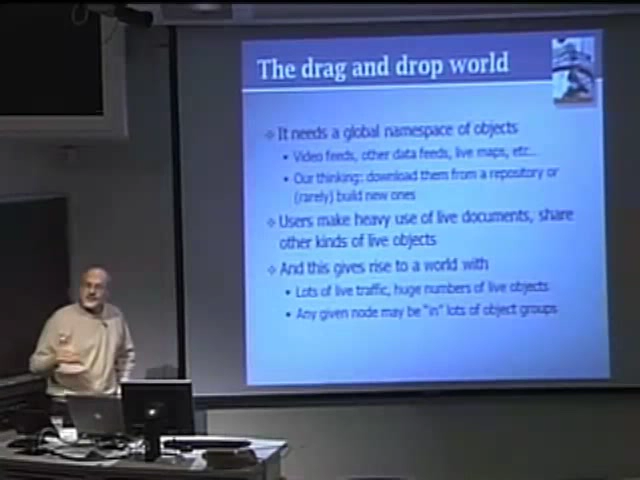 The drag and drop world
It needs a global namespace of objects
Video feeds, other data feeds, live maps, etc...
Our thinking: download them from a repository or
(rarely) build new ones
Users make heavy use of live documents, share
other kinds of live objects
And this gives rise to a world with
Lots of live traffic, huge numbers of live objects
Any given node may be "in" lots of object groups